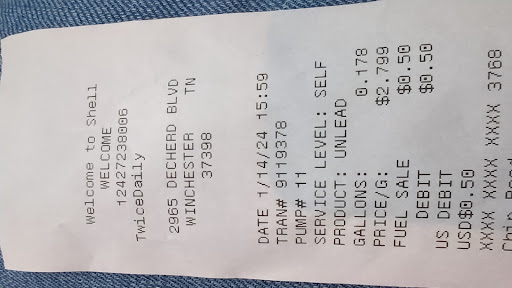 Welcome to Shell
WELCOME
12427238006
TwiceDaily
2965 DECHERD BLVD
WINCHESTER TN
37398
DATE 1/14/24 15:59
TRAN# 9119378
PUMP# 11
SERVICE LEVEL: SELF
PRODUCT: UNLEAD
GALLONS: 0.178
PRICE/G: $2.799
FUEL SALE $0.50
DEBIT $0.50
US DEBIT
USD$0.50
XXXX XXXX XXXX 3768
Chip Read